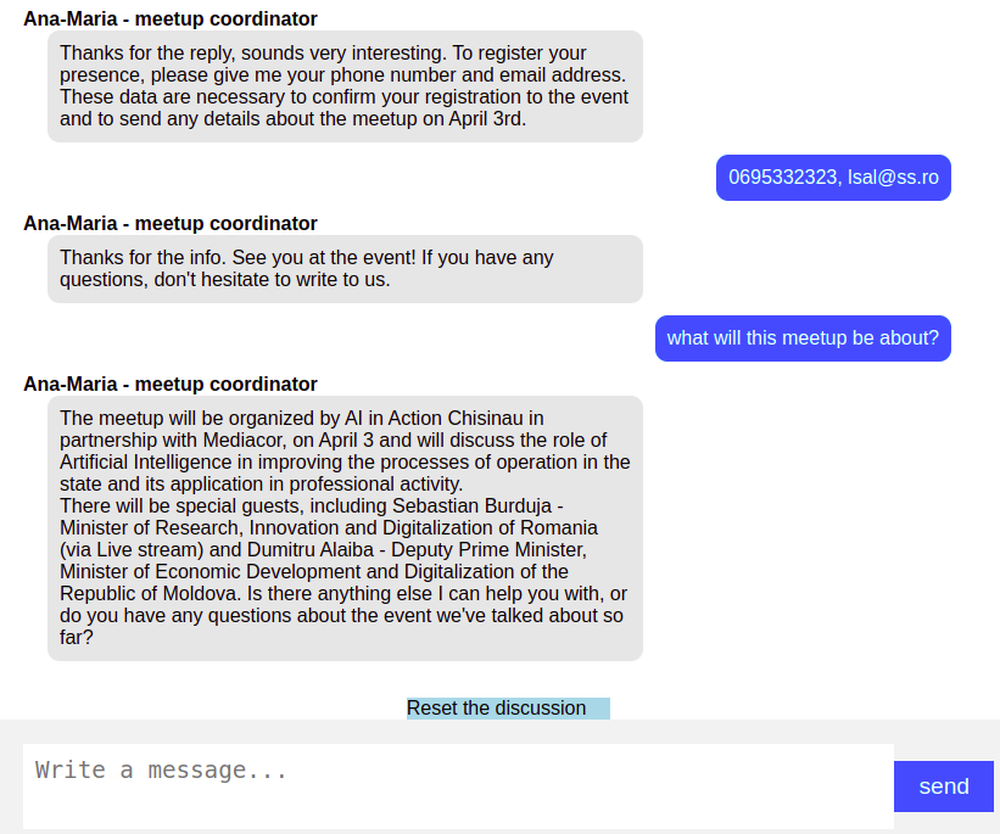 Ana-Maria - meetup coordinator
Thanks for the reply, sounds very interesting. To register your
presence, please give me your phone number and email address.
These data are necessary to confirm your registration to the event
and to send any details about the meetup on April 3rd.
0695332323, lsal@ss.ro
Ana-Maria - meetup coordinator
Thanks for the info. See you at the event! If you have any
questions, don't hesitate to write to us.
what will this meetup be about?
Ana-Maria - meetup coordinator
The meetup will be organized by AI in Action Chisinau in
partnership with Mediacor, on April 3 and will discuss the role of
Artificial Intelligence in improving the processes of operation in the
state and its application in professional activity.
There will be special guests, including Sebastian Burduja -
Minister of Research, Innovation and Digitalization of Romania
(via Live stream) and Dumitru Alaiba - Deputy Prime Minister,
Minister of Economic Development and Digitalization of the
Republic of Moldova. Is there anything else I can help you with, or
do you have any questions about the event we've talked about so
far?
Reset the discussion
Write a message...
send